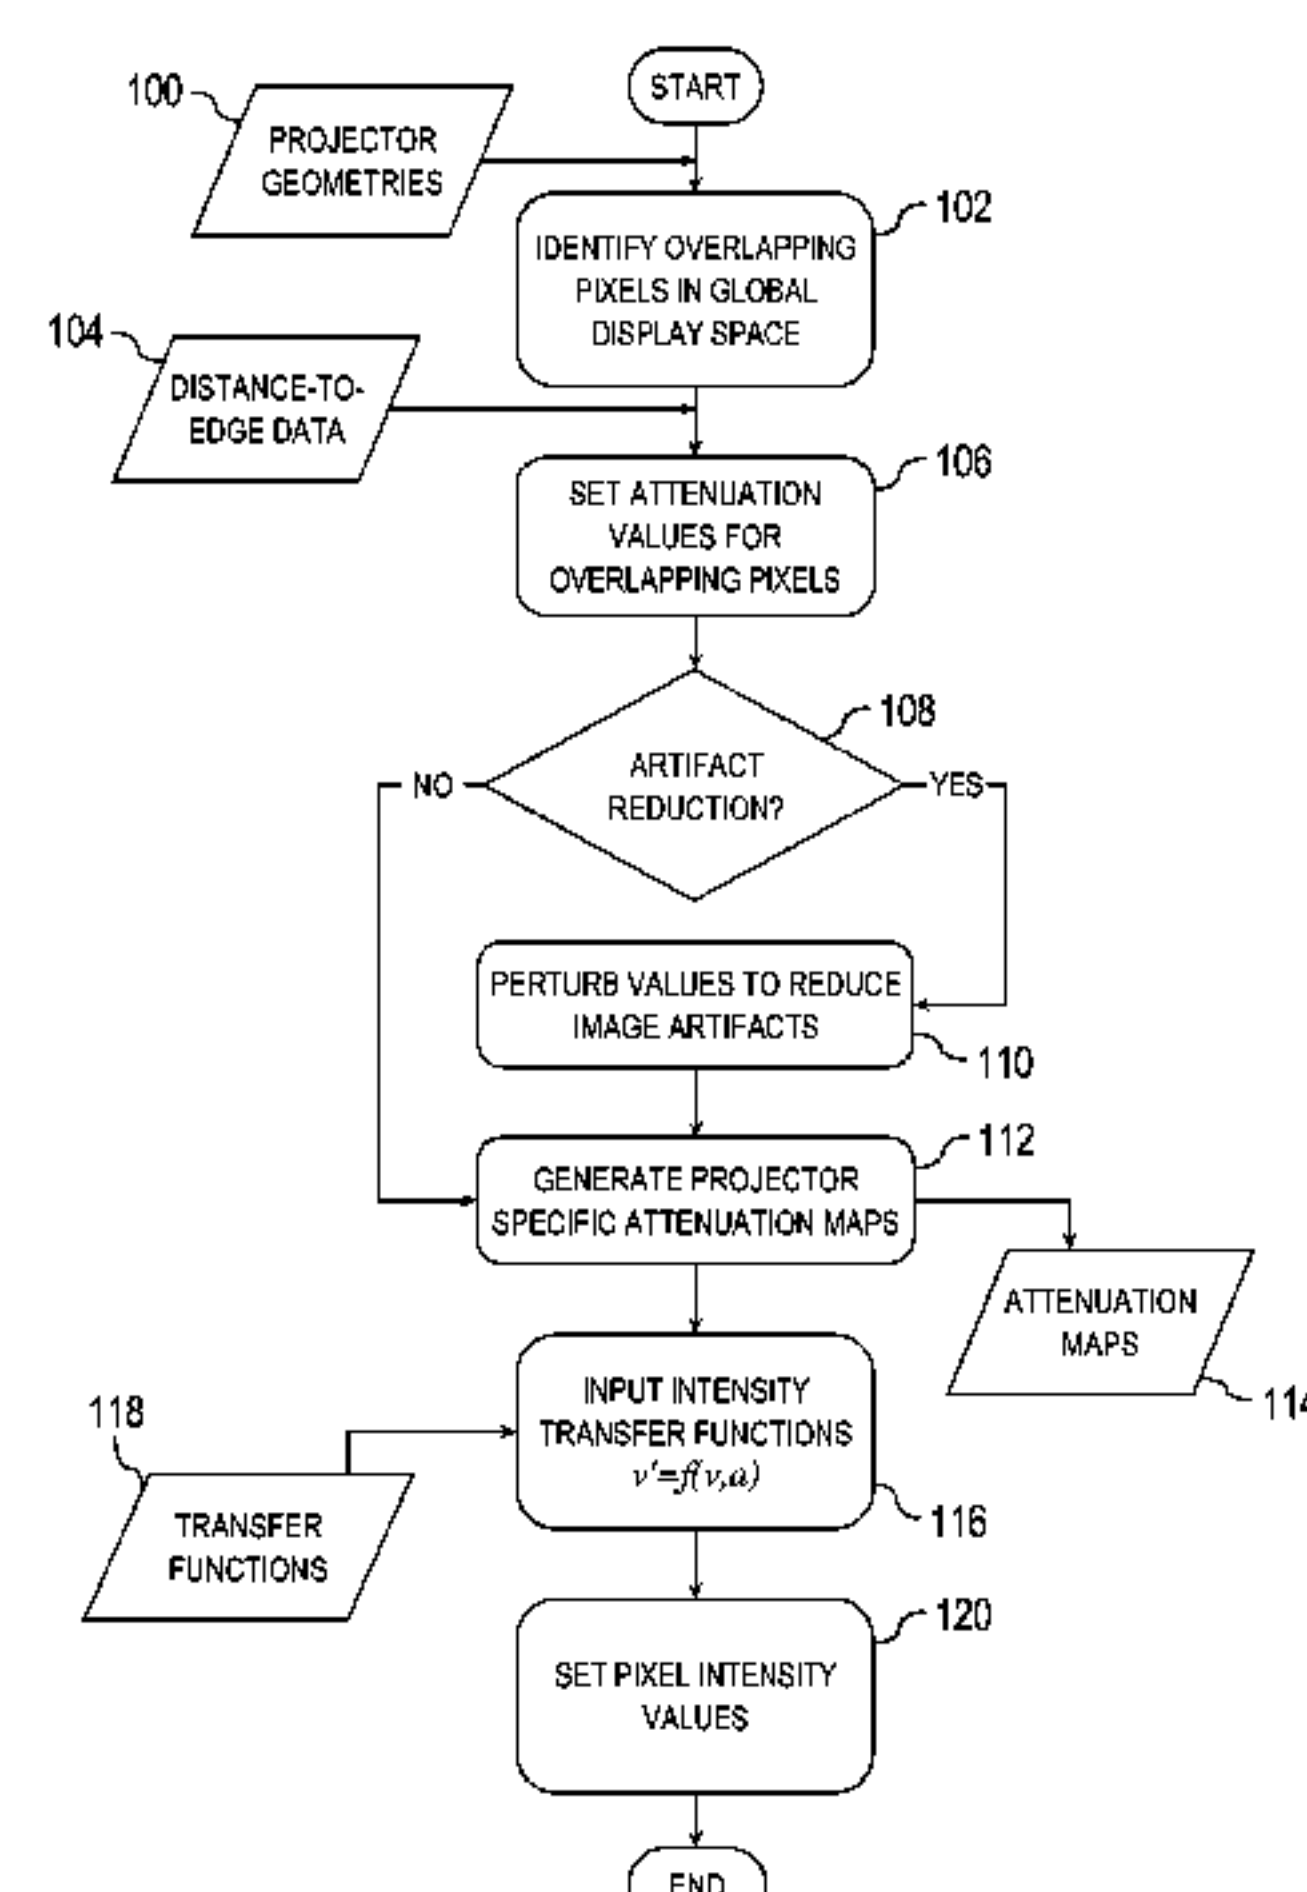 START
100
PROJECTOR
GEOMETRIES
102
IDENTIFY OVERLAPPING
PIXELS IN GLOBAL
DISPLAY SPACE
104
DISTANCE-TO-
EDGE DATA
106
SET ATTENUATION
VALUES FOR
OVERLAPPING PIXELS
108
ARTIFACT
REDUCTION?
NO
YES
PERTURB VALUES TO REDUCE
IMAGE ARTIFACTS
110
112
GENERATE PROJECTOR
SPECIFIC ATTENUATION MAPS
ATTENUATION
MAPS
114
INPUT INTENSITY
TRANSFER FUNCTIONS
v'=f(v,a)
116
118
TRANSFER
FUNCTIONS
120
SET PIXEL INTENSITY
VALUES
END